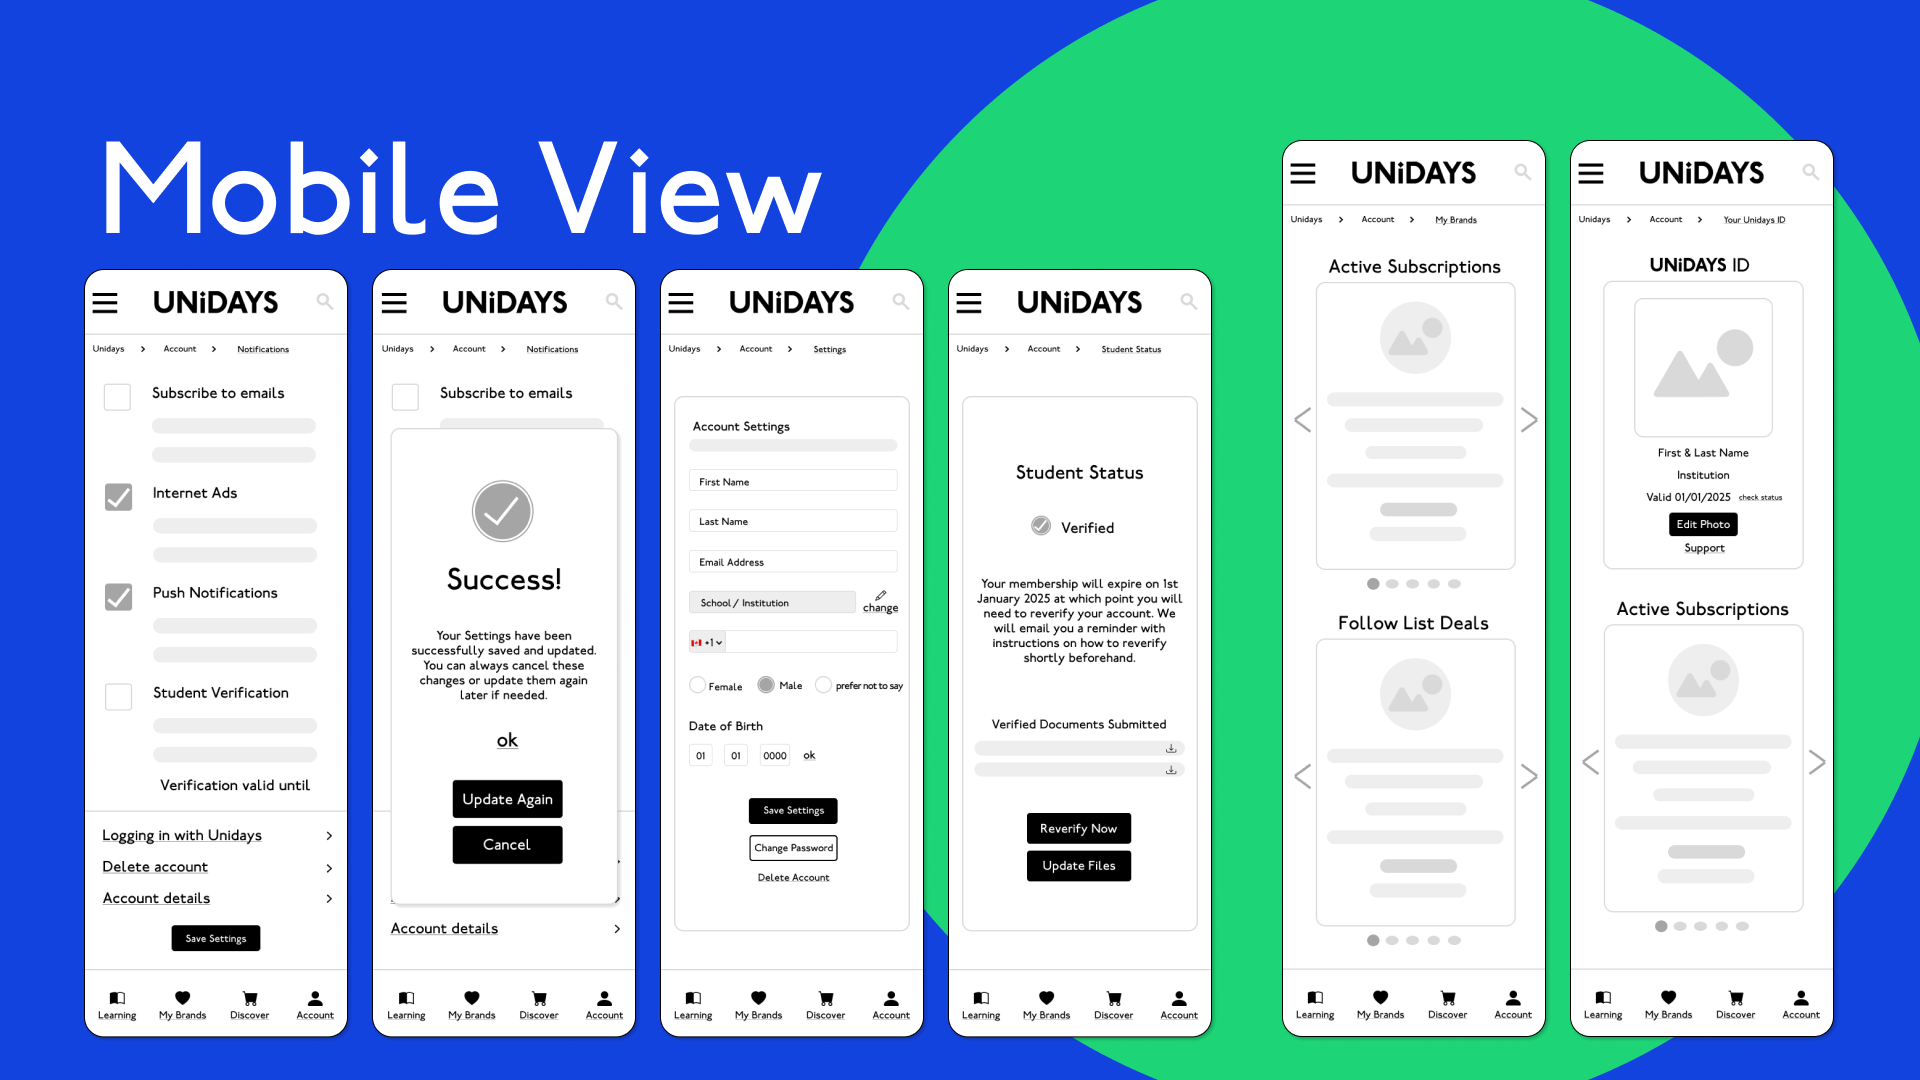 Mobile View
UNiDAYS
Unidays > Account > Notifications
Subscribe to emails
Internet Ads
Push Notifications
Student Verification
Verification valid until
Logging in with Unidays >
Delete account >
Account details >
Save Settings
Learning My Brands Discover Account
UNiDAYS
Unidays > Account > Notifications
Subscribe to emails
Success!
Your Settings have been
successfully saved and updated.
You can always cancel these
changes or update them again
later if needed.
ok
Update Again
Cancel
Account details >
Learning My Brands Discover Account
UNiDAYS
Unidays > Account > Settings
Account Settings
First Name
Last Name
Email Address
School / Institution
change
+1
Female Male prefer not to say
Date of Birth
01 01 0000 ok
Save Settings
Change Password
Delete Account
Learning My Brands Discover Account
UNiDAYS
Unidays > Account > Student Status
Student Status
Verified
Your membership will expire on 1st
January 2025 at which point you will
need to reverify your account. We
will email you a reminder with
instructions on how to reverify
shortly beforehand.
Verified Documents Submitted
Reverify Now
Update Files
Learning My Brands Discover Account
UNiDAYS
Unidays > Account > My Brands
Active Subscriptions
Follow List Deals
Learning My Brands Discover Account
UNiDAYS
Unidays > Account > Your Unidays ID
UNiDAYS ID
First & Last Name
Institution
Valid 01/01/2025 check status
Edit Photo
Support
Active Subscriptions
Learning My Brands Discover Account